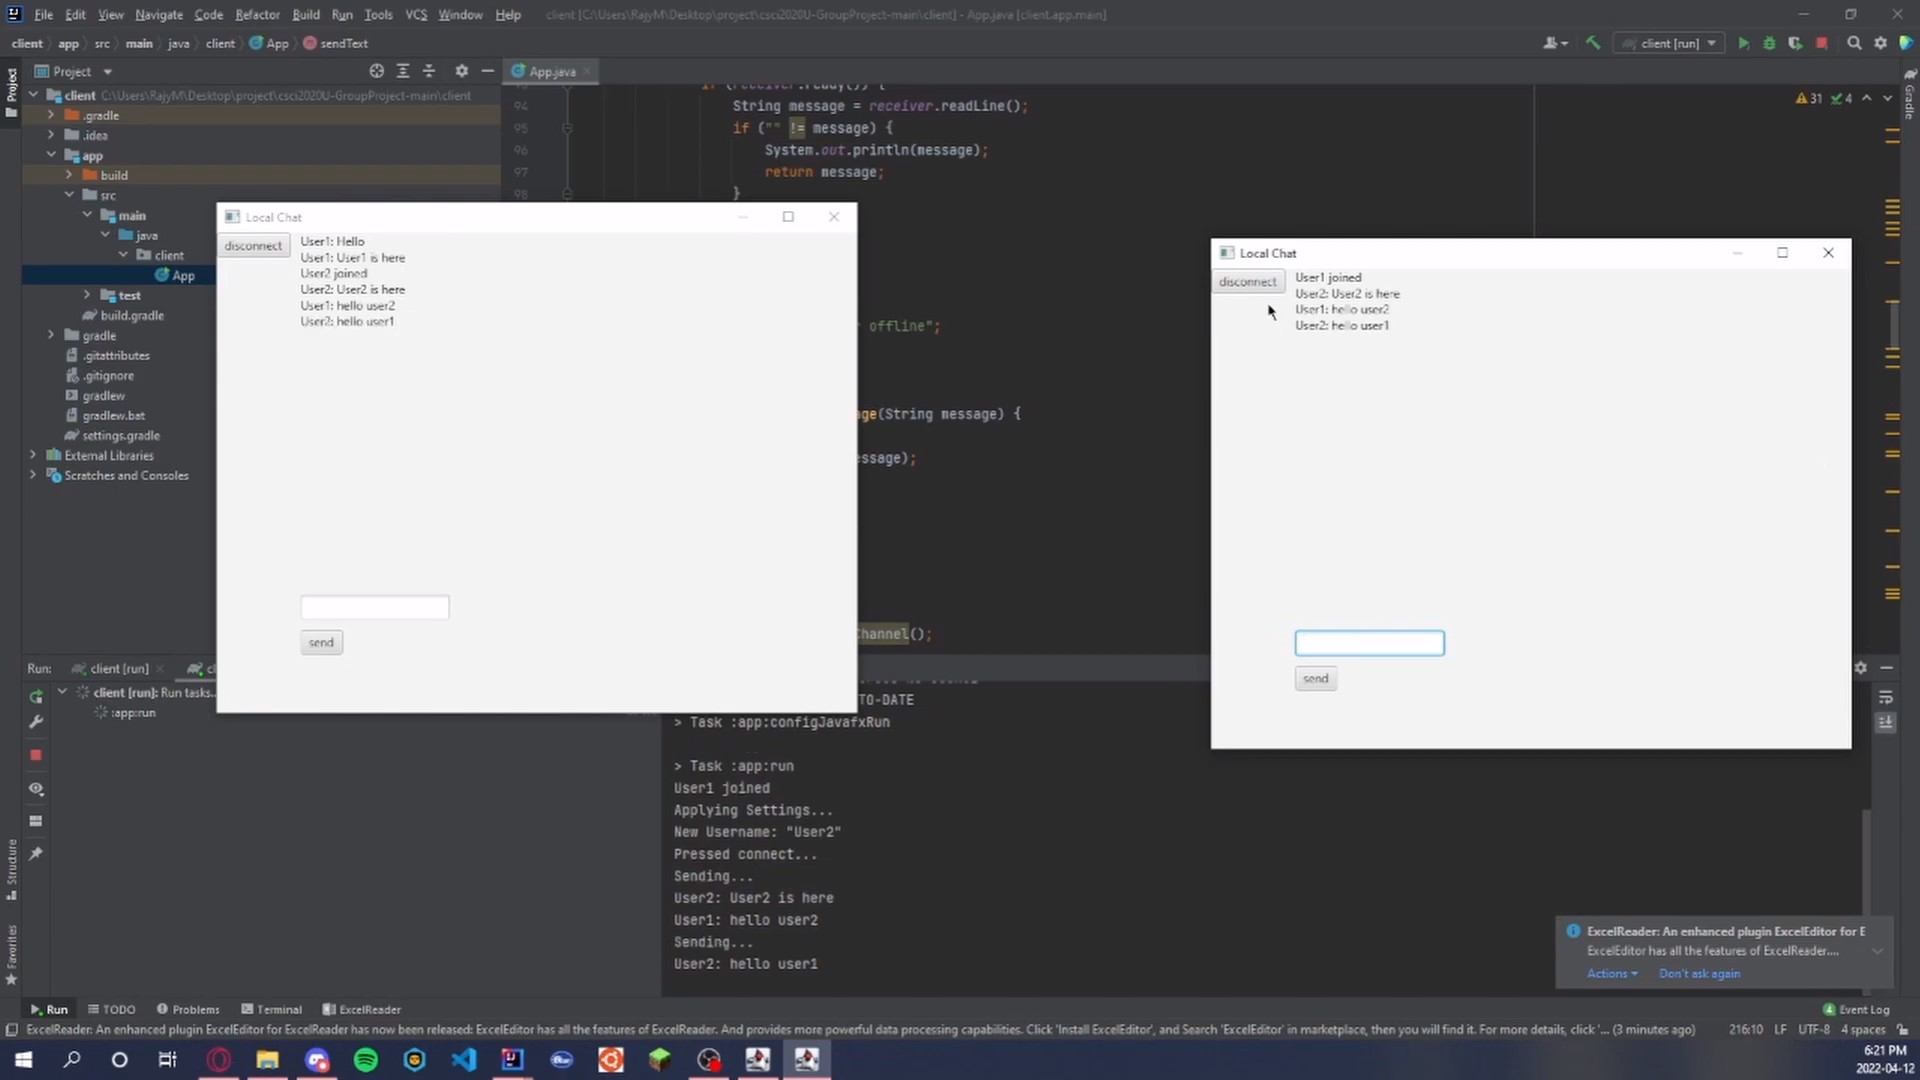 File Edit View Navigate Code Refactor Build Run Tools VCS Window Help client [C:\Users\RajyM\Desktop\project\csci2020U-GroupProject-main\client] - App.java [client.app.main]
client app src main java client App sendText
client [run]
Project
App.java
31 4
Project
client C:\Users\RajyM\Desktop\project\csci2020U-GroupProject-main\client
.gradle
.idea
app
build
src
main
java
client
App
test
build.gradle
gradle
.gitattributes
.gitignore
gradlew
gradlew.bat
settings.gradle
External Libraries
Scratches and Consoles
94 String message = receiver.readLine();
95 if ("" != message) {
96 System.out.println(message);
97 return message;
98 }
offline";
ge(String message) {
ssage);
Channel();
Gradle
Local Chat
disconnect
User1: Hello
User1: User1 is here
User2 joined
User2: User2 is here
User1: hello user2
User2: hello user1
send
Local Chat
disconnect
User1 joined
User2: User2 is here
User1: hello user2
User2: hello user1
send
Run: client [run]
client [run]: Run tasks...
:app:run
TO-DATE
> Task :app:configJavafxRun
> Task :app:run
User1 joined
Applying Settings...
New Username: "User2"
Pressed connect...
Sending...
User2: User2 is here
User1: hello user2
Sending...
User2: hello user1
Structure
Favorites
ExcelReader: An enhanced plugin ExcelEditor for E
ExcelEditor has all the features of ExcelReader....
Actions Don't ask again
Run TODO Problems Terminal ExcelReader Event Log
ExcelReader: An enhanced plugin ExcelEditor for ExcelReader has now been released: ExcelEditor has all the features of ExcelReader. And provides more powerful data processing capabilities. Click 'Install ExcelEditor', and Search 'ExcelEditor' in marketplace, then you will find it. For more details, click '... (3 minutes ago) 216:10 LF UTF-8 4 spaces
6:21 PM
2022-04-12